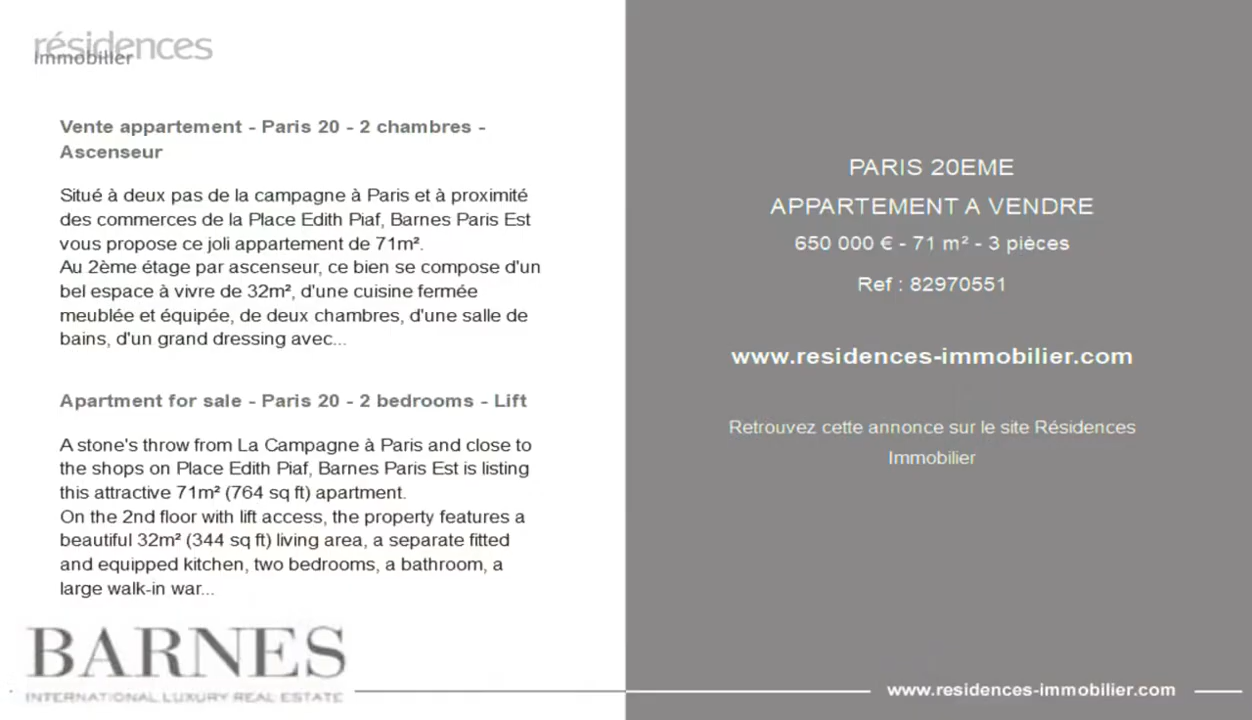 résidences
Immobilier
Vente appartement - Paris 20 - 2 chambres -
Ascenseur
Situé à deux pas de la campagne à Paris et à proximité
des commerces de la Place Edith Piaf, Barnes Paris Est
vous propose ce joli appartement de 71m².
Au 2ème étage par ascenseur, ce bien se compose d'un
bel espace à vivre de 32m², d'une cuisine fermée
meublée et équipée, de deux chambres, d'une salle de
bains, d'un grand dressing avec...
Apartment for sale - Paris 20 - 2 bedrooms - Lift
A stone's throw from La Campagne à Paris and close to
the shops on Place Edith Piaf, Barnes Paris Est is listing
this attractive 71m² (764 sq ft) apartment.
On the 2nd floor with lift access, the property features a
beautiful 32m² (344 sq ft) living area, a separate fitted
and equipped kitchen, two bedrooms, a bathroom, a
large walk-in war...
BARNES
INTERNATIONAL LUXURY REAL ESTATE
PARIS 20EME
APPARTEMENT A VENDRE
650 000 € - 71 m² - 3 pièces
Ref : 82970551
www.residences-immobilier.com
Retrouvez cette annonce sur le site Résidences
Immobilier
www.residences-immobilier.com